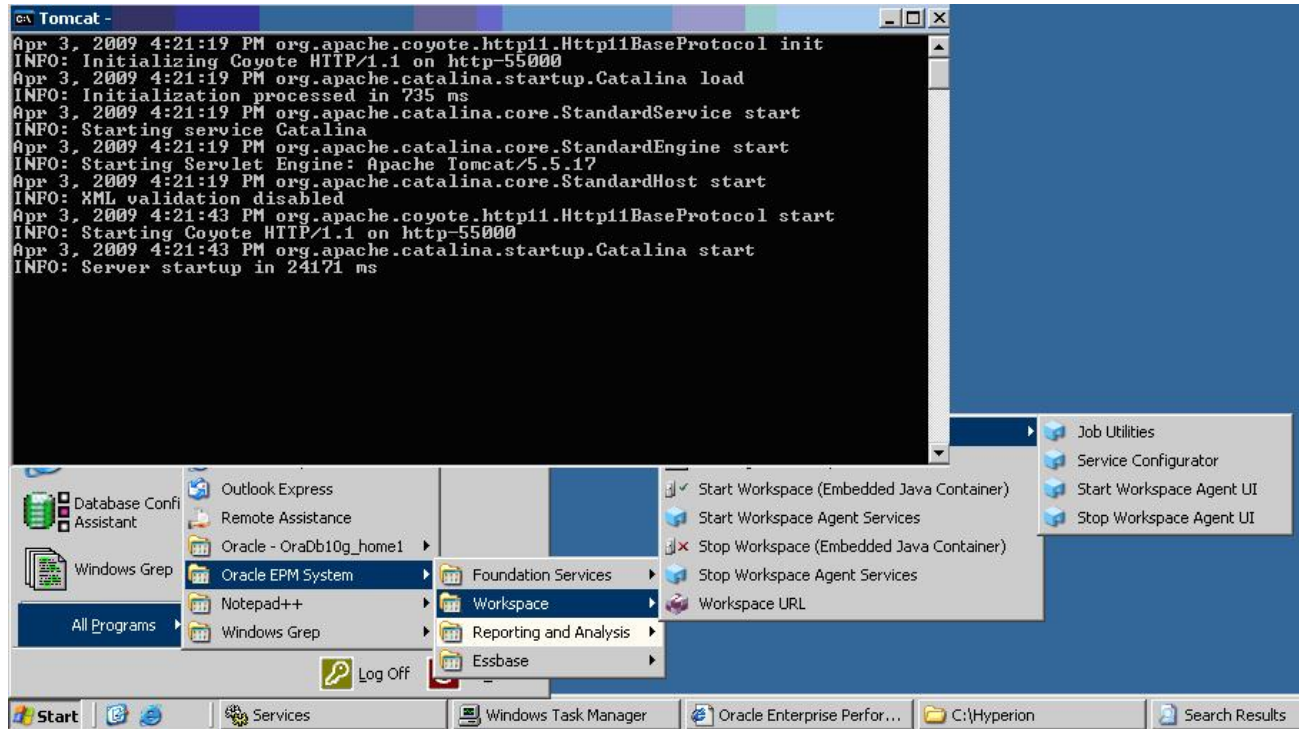 Tomcat -
Apr 3, 2009 4:21:19 PM org.apache.coyote.http11.Http11BaseProtocol init
INFO: Initializing Coyote HTTP/1.1 on http-55000
Apr 3, 2009 4:21:19 PM org.apache.catalina.startup.Catalina load
INFO: Initialization processed in 735 ms
Apr 3, 2009 4:21:19 PM org.apache.catalina.core.StandardService start
INFO: Starting service Catalina
Apr 3, 2009 4:21:19 PM org.apache.catalina.core.StandardEngine start
INFO: Starting Servlet Engine: Apache Tomcat/5.5.17
Apr 3, 2009 4:21:19 PM org.apache.catalina.core.StandardHost start
INFO: XML validation disabled
Apr 3, 2009 4:21:43 PM org.apache.coyote.http11.Http11BaseProtocol start
INFO: Starting Coyote HTTP/1.1 on http-55000
Apr 3, 2009 4:21:43 PM org.apache.catalina.startup.Catalina start
INFO: Server startup in 24171 ms
Database Confi
Assistant
Windows Grep
All Programs
Outlook Express
Remote Assistance
Oracle - OraDb10g_home1
Oracle EPM System
Notepad++
Windows Grep
Log Off
Foundation Services
Workspace
Reporting and Analysis
Essbase
Start Workspace (Embedded Java Container)
Start Workspace Agent Services
Stop Workspace (Embedded Java Container)
Stop Workspace Agent Services
Workspace URL
Job Utilities
Service Configurator
Start Workspace Agent UI
Stop Workspace Agent UI
Start
Services
Windows Task Manager
Oracle Enterprise Perfor...
C:\Hyperion
Search Results